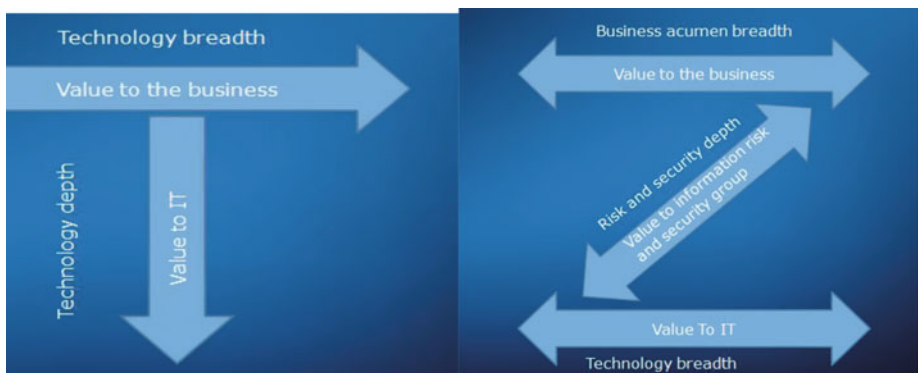 Technology breadth
Value to the business
Technology depth
Value to IT
Business acumen breadth
Value to the business
Risk and security depth
Value to information risk
and security group
Value To IT
Technology breadth